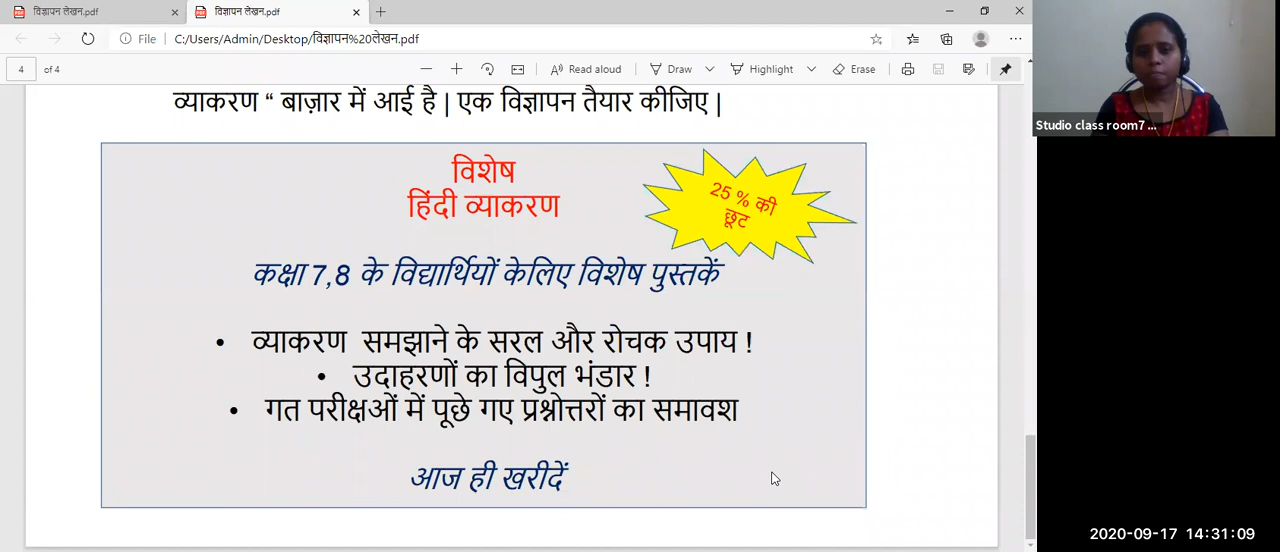 विज्ञापन लेखन.pdf
विज्ञापन लेखन.pdf
File
C:/Users/Admin/Desktop/विज्ञापन%20लेखन.pdf
4 of 4
Read aloud
Draw
Highlight
Erase
व्याकरण “ बाज़ार में आई है | एक विज्ञापन तैयार कीजिए |
विशेष
हिंदी व्याकरण
25 % की
छूट
कक्षा 7,8 के विद्यार्थियों केलिए विशेष पुस्तकें
• व्याकरण समझाने के सरल और रोचक उपाय !
• उदाहरणों का विपुल भंडार !
• गत परीक्षओं में पूछे गए प्रश्नोत्तरों का समावश
आज ही खरीदें
Studio class room7 ...
2020-09-17 14:31:09